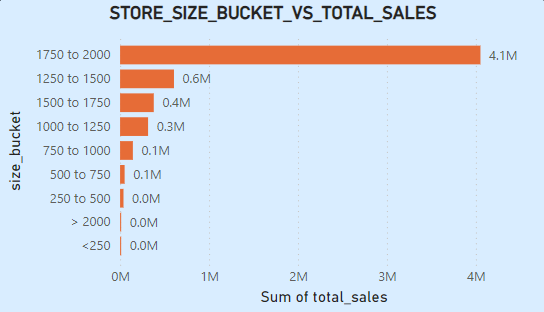 STORE_SIZE_BUCKET_VS_TOTAL_SALES
size_bucket
1750 to 2000 4.1M
1250 to 1500 0.6M
1500 to 1750 0.4M
1000 to 1250 0.3M
750 to 1000 0.1M
500 to 750 0.1M
250 to 500 0.0M
> 2000 0.0M
<250 0.0M
0M 1M 2M 3M 4M
Sum of total_sales